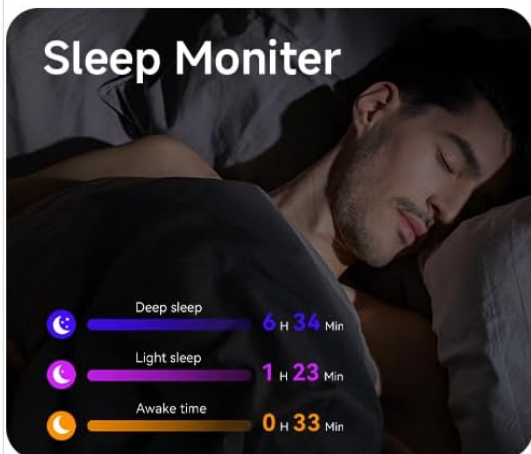 Sleep Moniter
Deep sleep
6 H 34 Min
Light sleep
1 H 23 Min
Awake time
0 H 33 Min